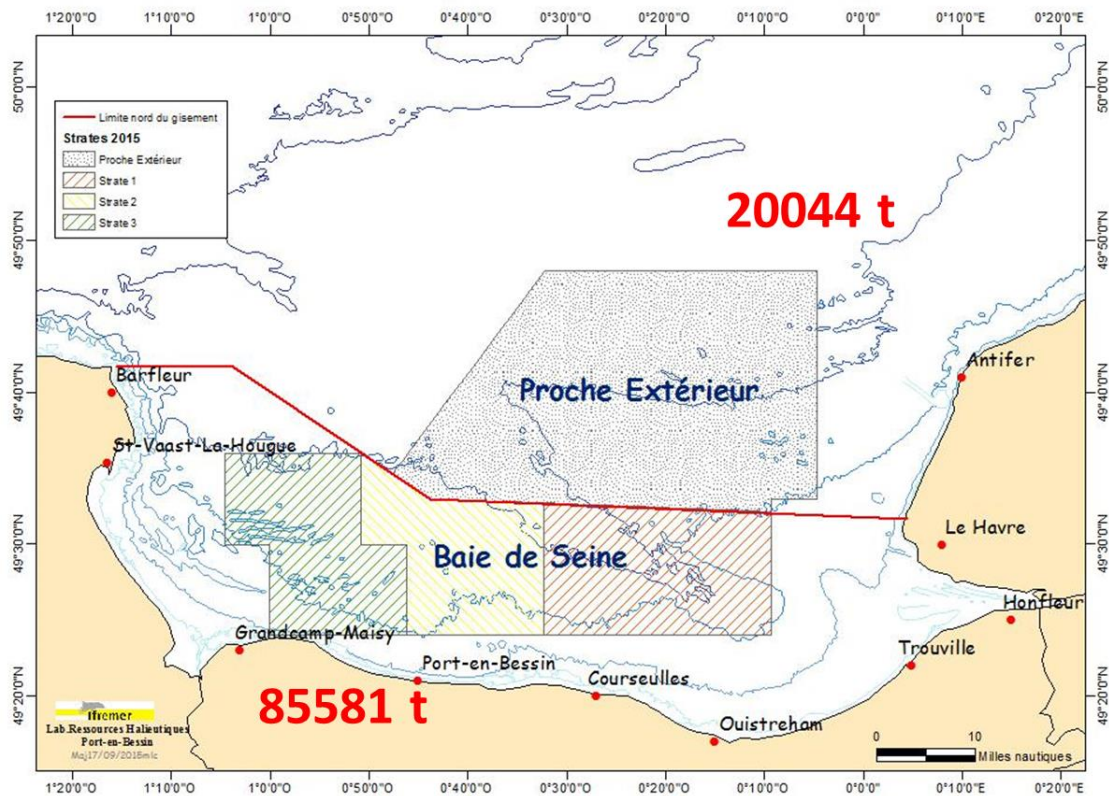 1°20'0"O 1°10'0"O 1°0'0"O 0°50'0"O 0°40'0"O 0°30'0"O 0°20'0"O 0°10'0"O 0°0'0"O 0°10'0"E 0°20'0"E
50°0'0"N
50°0'0"N
Limite nord du gisement
Strates 2015
Proche Extérieur
Strate 1
Strate 2
Strate 3
20044 t
49°50'0"N
49°50'0"N
Antifer
Barfleur
Proche Extérieur
49°40'0"N
49°40'0"N
St-Vaast-La-Hougue
Le Havre
49°30'0"N
49°30'0"N
Baie de Seine
Honfleur
Grandcamp-Maisy
Trouville
Port-en-Bessin
Courseulles
49°20'0"N
49°20'0"N
85581 t
Ouistreham
Ifremer
Lab.Ressources Halieutiques
Port-en-Bessin
0 10
Milles nautiques
1°20'0"O 1°10'0"O 1°0'0"O 0°50'0"O 0°40'0"O 0°30'0"O 0°20'0"O 0°10'0"O 0°0'0"O 0°10'0"E 0°20'0"E